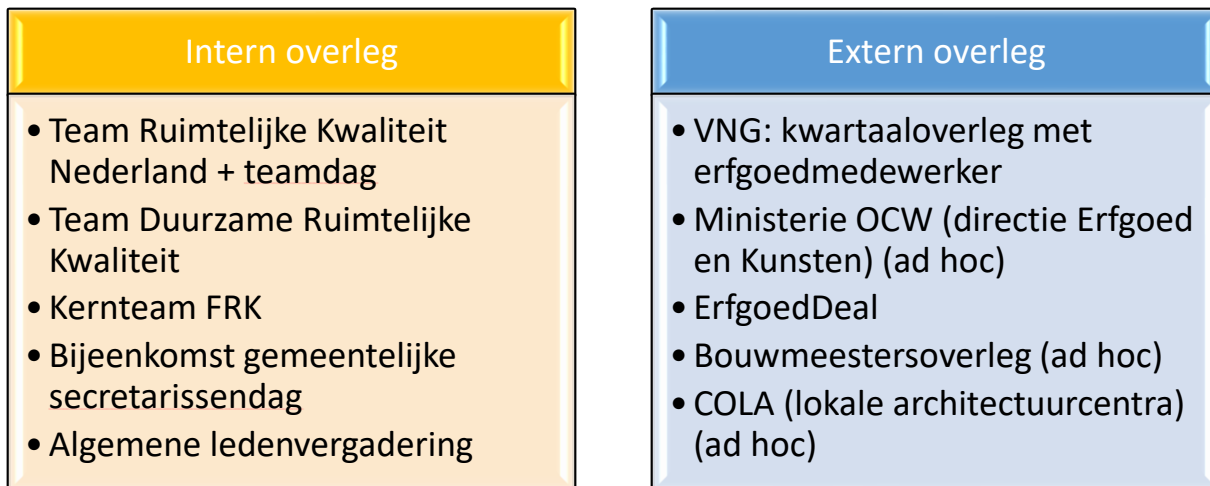 Intern overleg
• Team Ruimtelijke Kwaliteit
Nederland + teamdag
• Team Duurzame Ruimtelijke
Kwaliteit
• Kernteam FRK
• Bijeenkomst gemeentelijke
secretarissendag
• Algemene ledenvergadering
Extern overleg
• VNG: kwartaaloverleg met
erfgoedmedewerker
• Ministerie OCW (directie Erfgoed
en Kunsten) (ad hoc)
• ErfgoedDeal
• Bouwmeestersoverleg (ad hoc)
• COLA (lokale architectuurcentra)
(ad hoc)